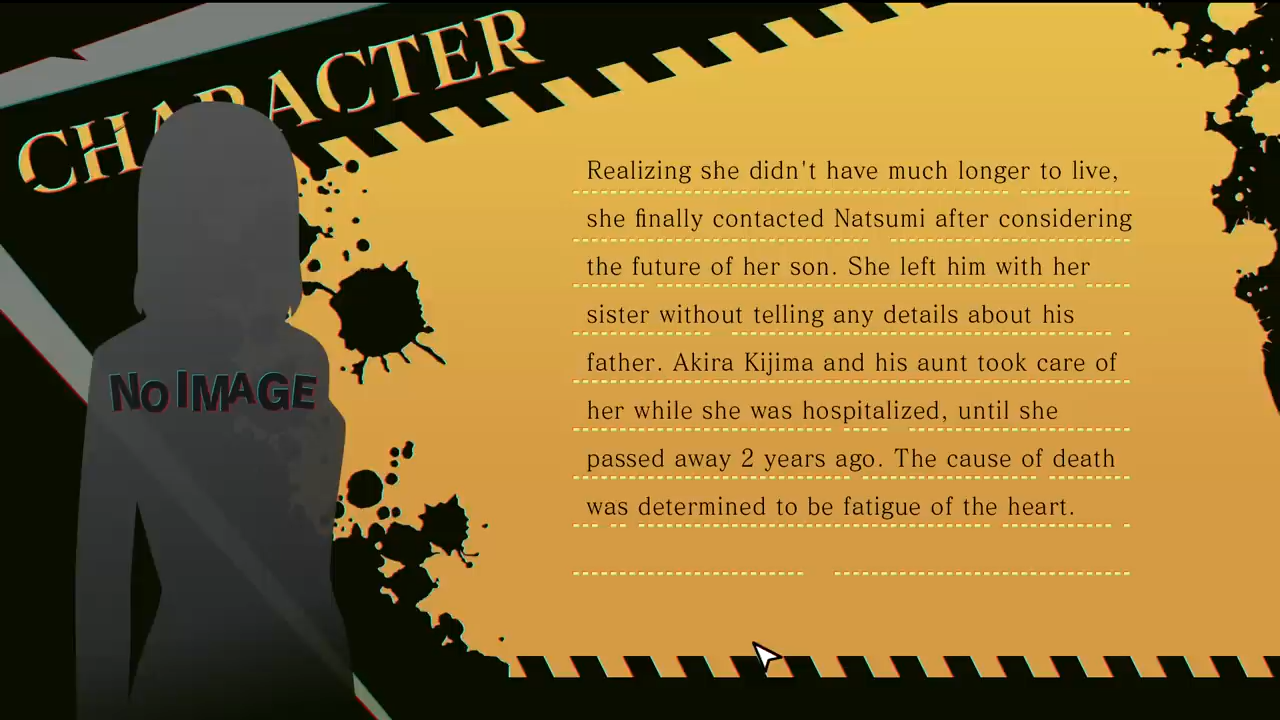 CHARACTER
Realizing she didn't have much longer to live,
she finally contacted Natsumi after considering
the future of her son. She left him with her
sister without telling any details about his
father. Akira Kijima and his aunt took care of
her while she was hospitalized, until she
passed away 2 years ago. The cause of death
was determined to be fatigue of the heart.
No IMAGE